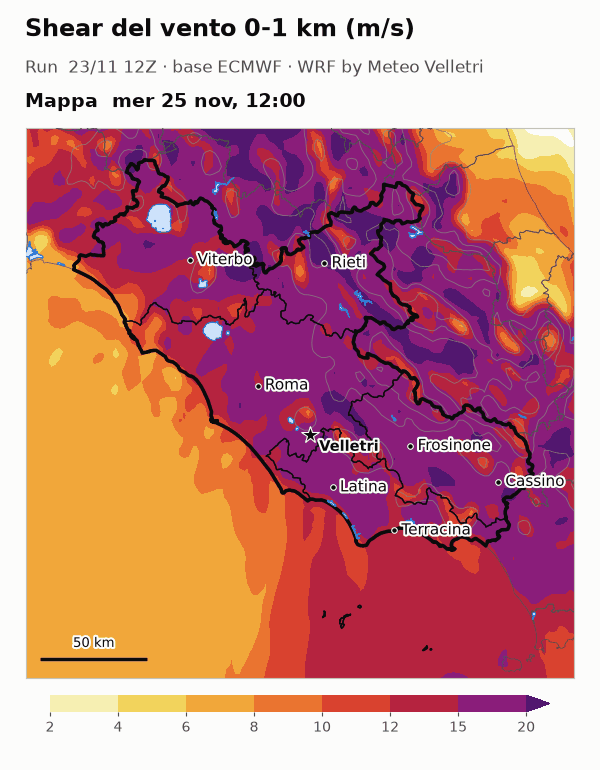 Shear del vento 0-1 km (m/s)
Run  23/11 12Z · base ECMWF · WRF by Meteo Velletri
Mappa  mer 25 nov, 12:00
Viterbo
Rieti
Roma
Velletri
Frosinone
Latina
Cassino
Terracina
50 km
2 4 6 8 10 12 15 20